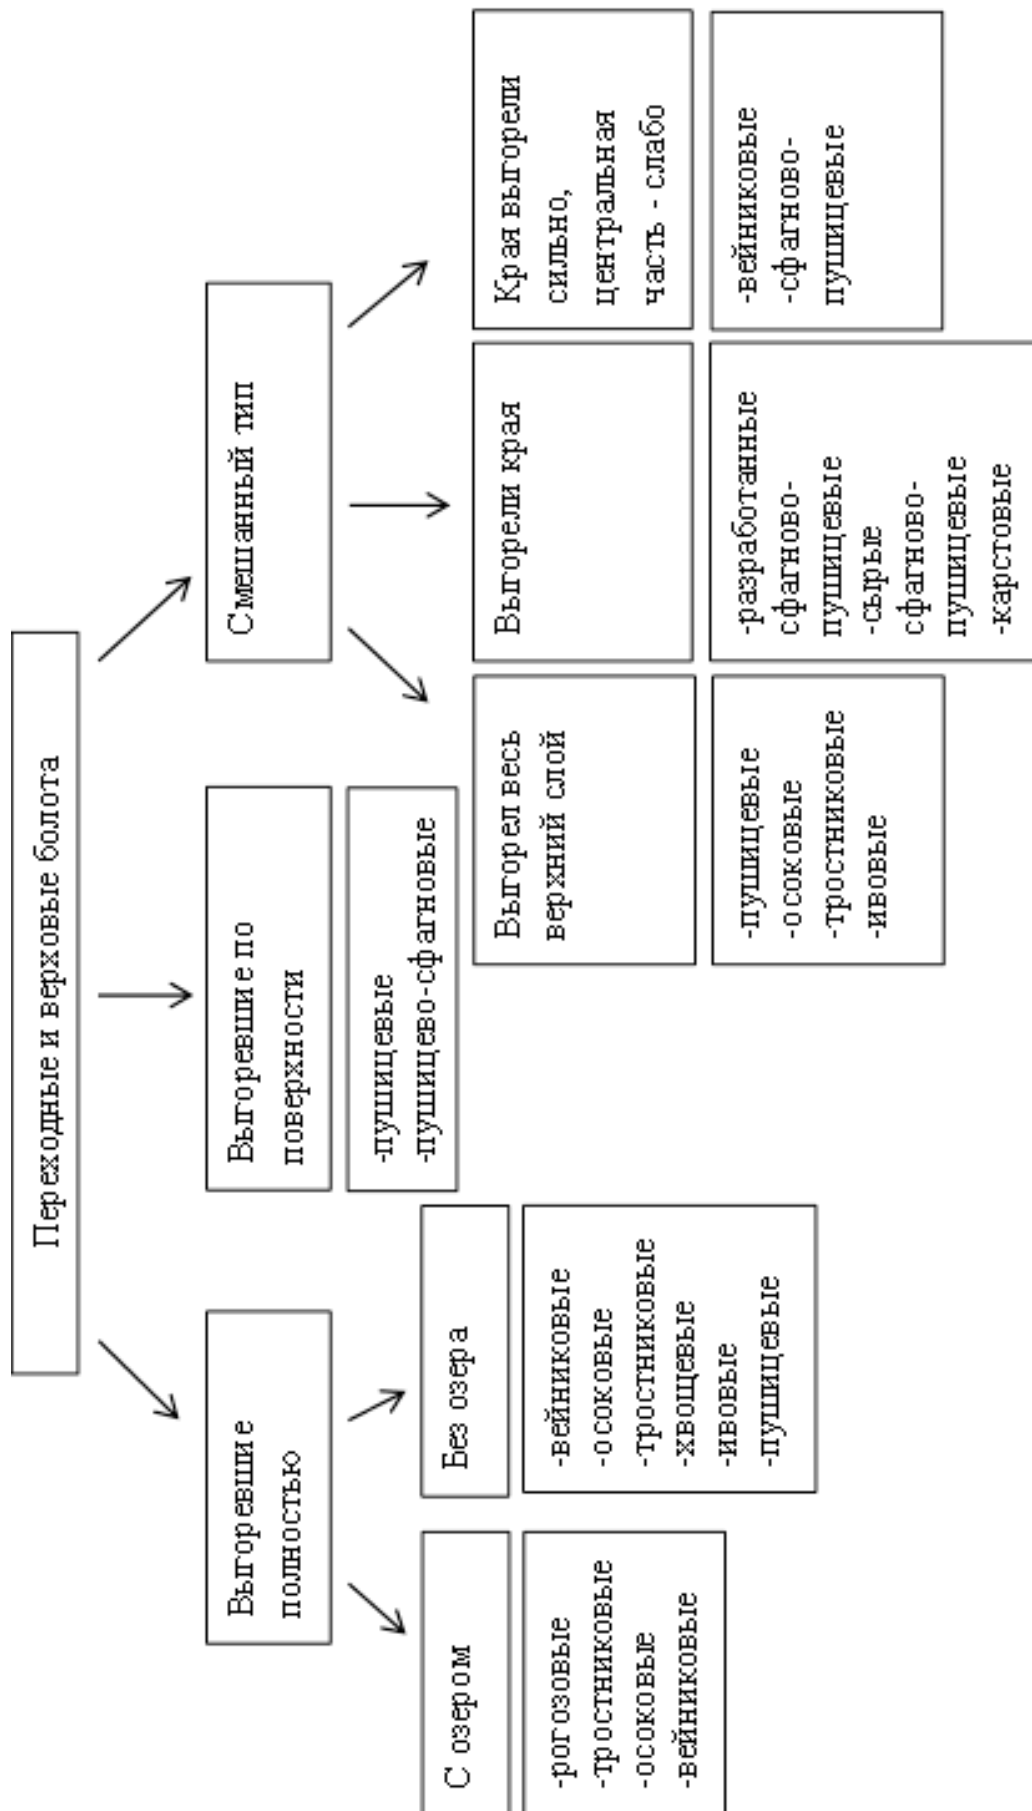 Переходные и верховые болота
Выгоревшие
полностью
Выгоревшие по
поверхности
Смешанный тип
-пушицевые
-пушицево-сфагновые
С озером
Без озера
Выгорел весь
верхний слой
Выгорели края
Края выгорели
сильно,
центральная
часть - слабо
-рогозовые
-тростниковые
-осоковые
-вейниковые
-вейниковые
-осоковые
-тростниковые
-хвощевые
-ивовые
-пушицевые
-пушицевые
-осоковые
-тростниковые
-ивовые
-разработанные
сфагново-
пушицевые
-сырые
сфагново-
пушицевые
-карстовые
-вейниковые
-сфагново-
пушицевые